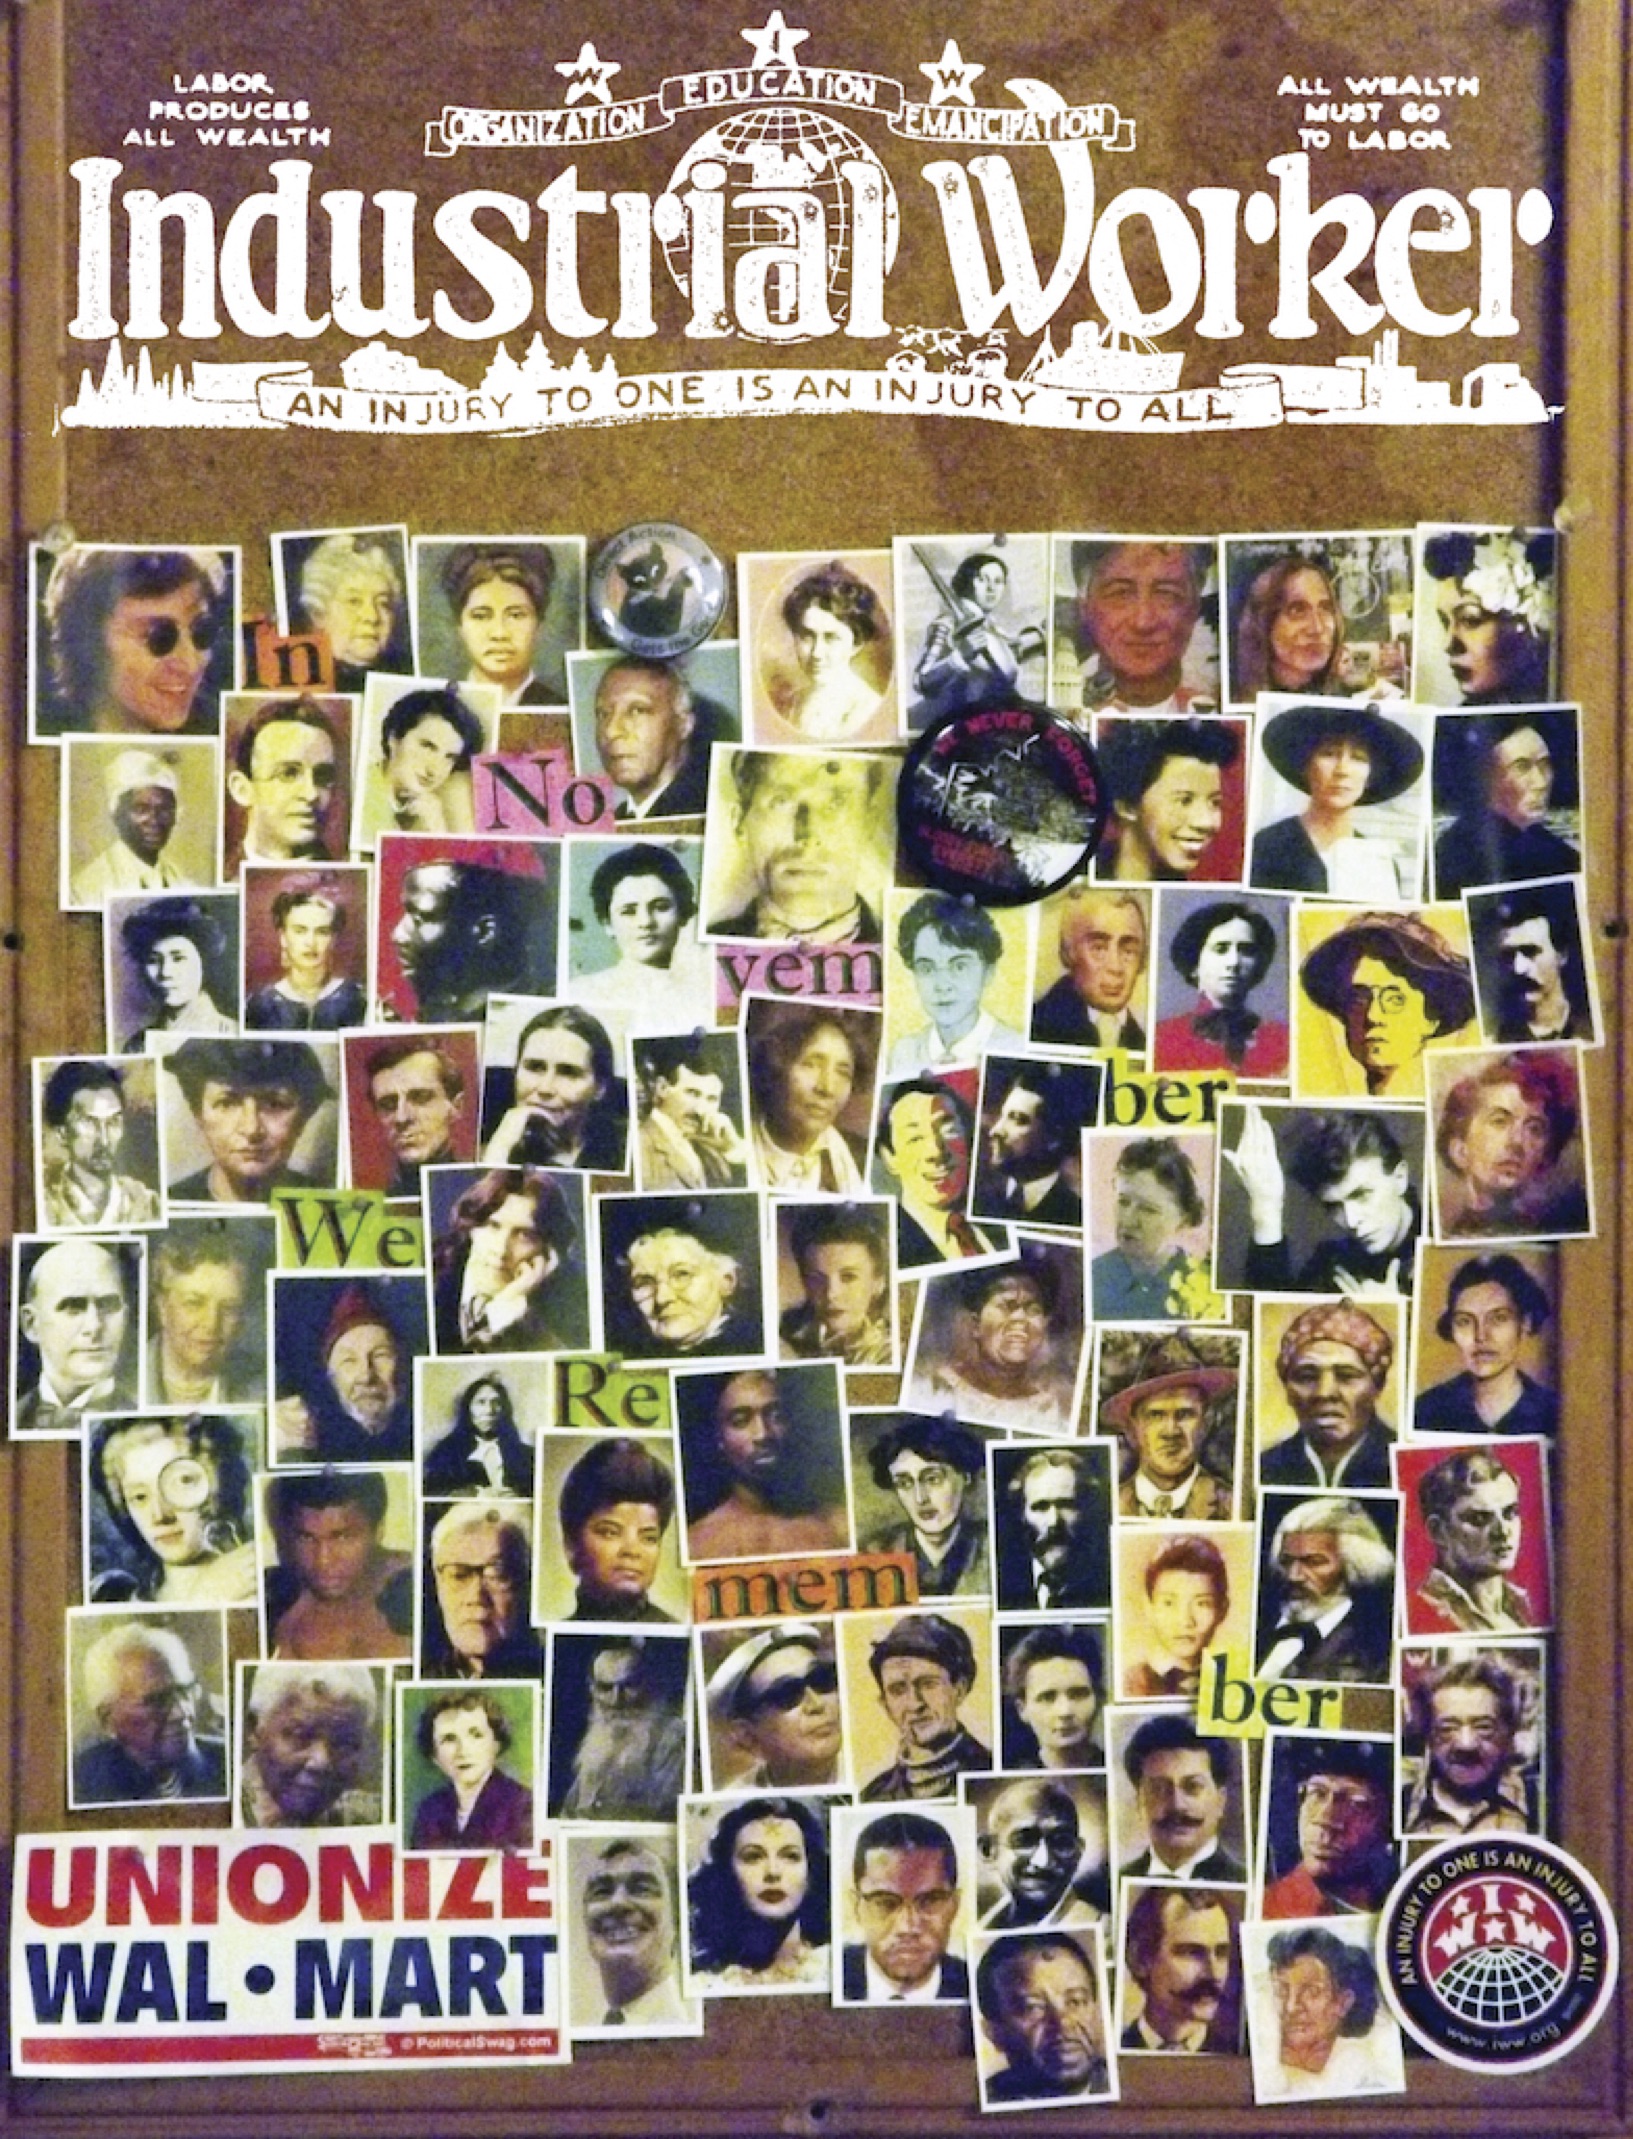 LABOR
PRODUCES
ALL WEALTH
W
I
W
ORGANIZATION
EDUCATION
EMANCIPATION
ALL WEALTH
MUST GO
TO LABOR
Industrial Worker
AN INJURY TO ONE IS AN INJURY TO ALL
Direct Action
In
NEVER FORGET
No
vem
ber
We
Re
mem
ber
UNIONIZE
WAL•MART
© PoliticalSwag.com
AN INJURY TO ONE IS AN INJURY TO ALL
IWW
www.iww.org